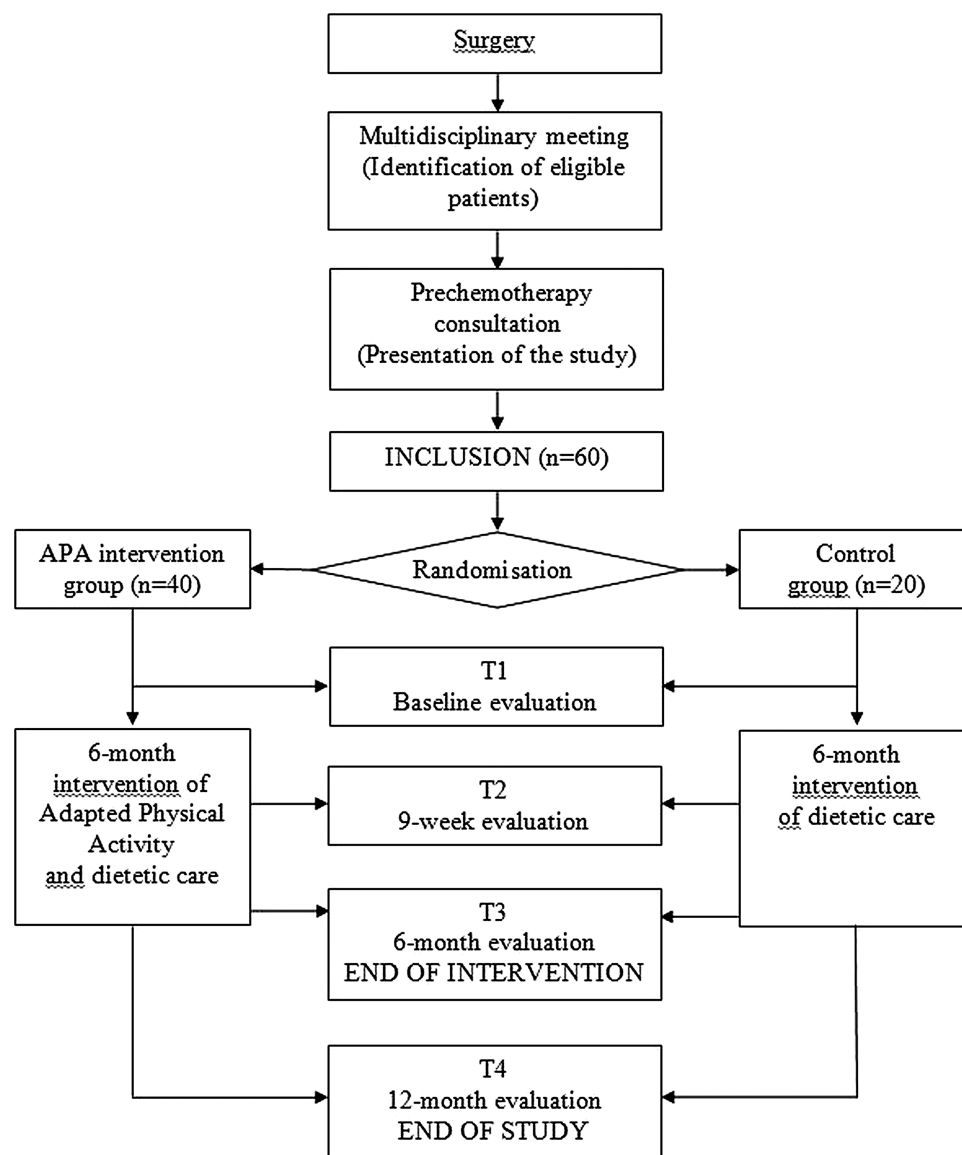 Surgery
Multidisciplinary meeting
(Identification of eligible
patients)
Prechemotherapy
consultation
(Presentation of the study)
INCLUSION (n=60)
Randomisation
APA intervention
group (n=40)
Control
group (n=20)
T1
Baseline evaluation
6-month
intervention of
Adapted Physical
Activity
and dietetic care
6-month
intervention
of dietetic care
T2
9-week evaluation
T3
6-month evaluation
END OF INTERVENTION
T4
12-month evaluation
END OF STUDY